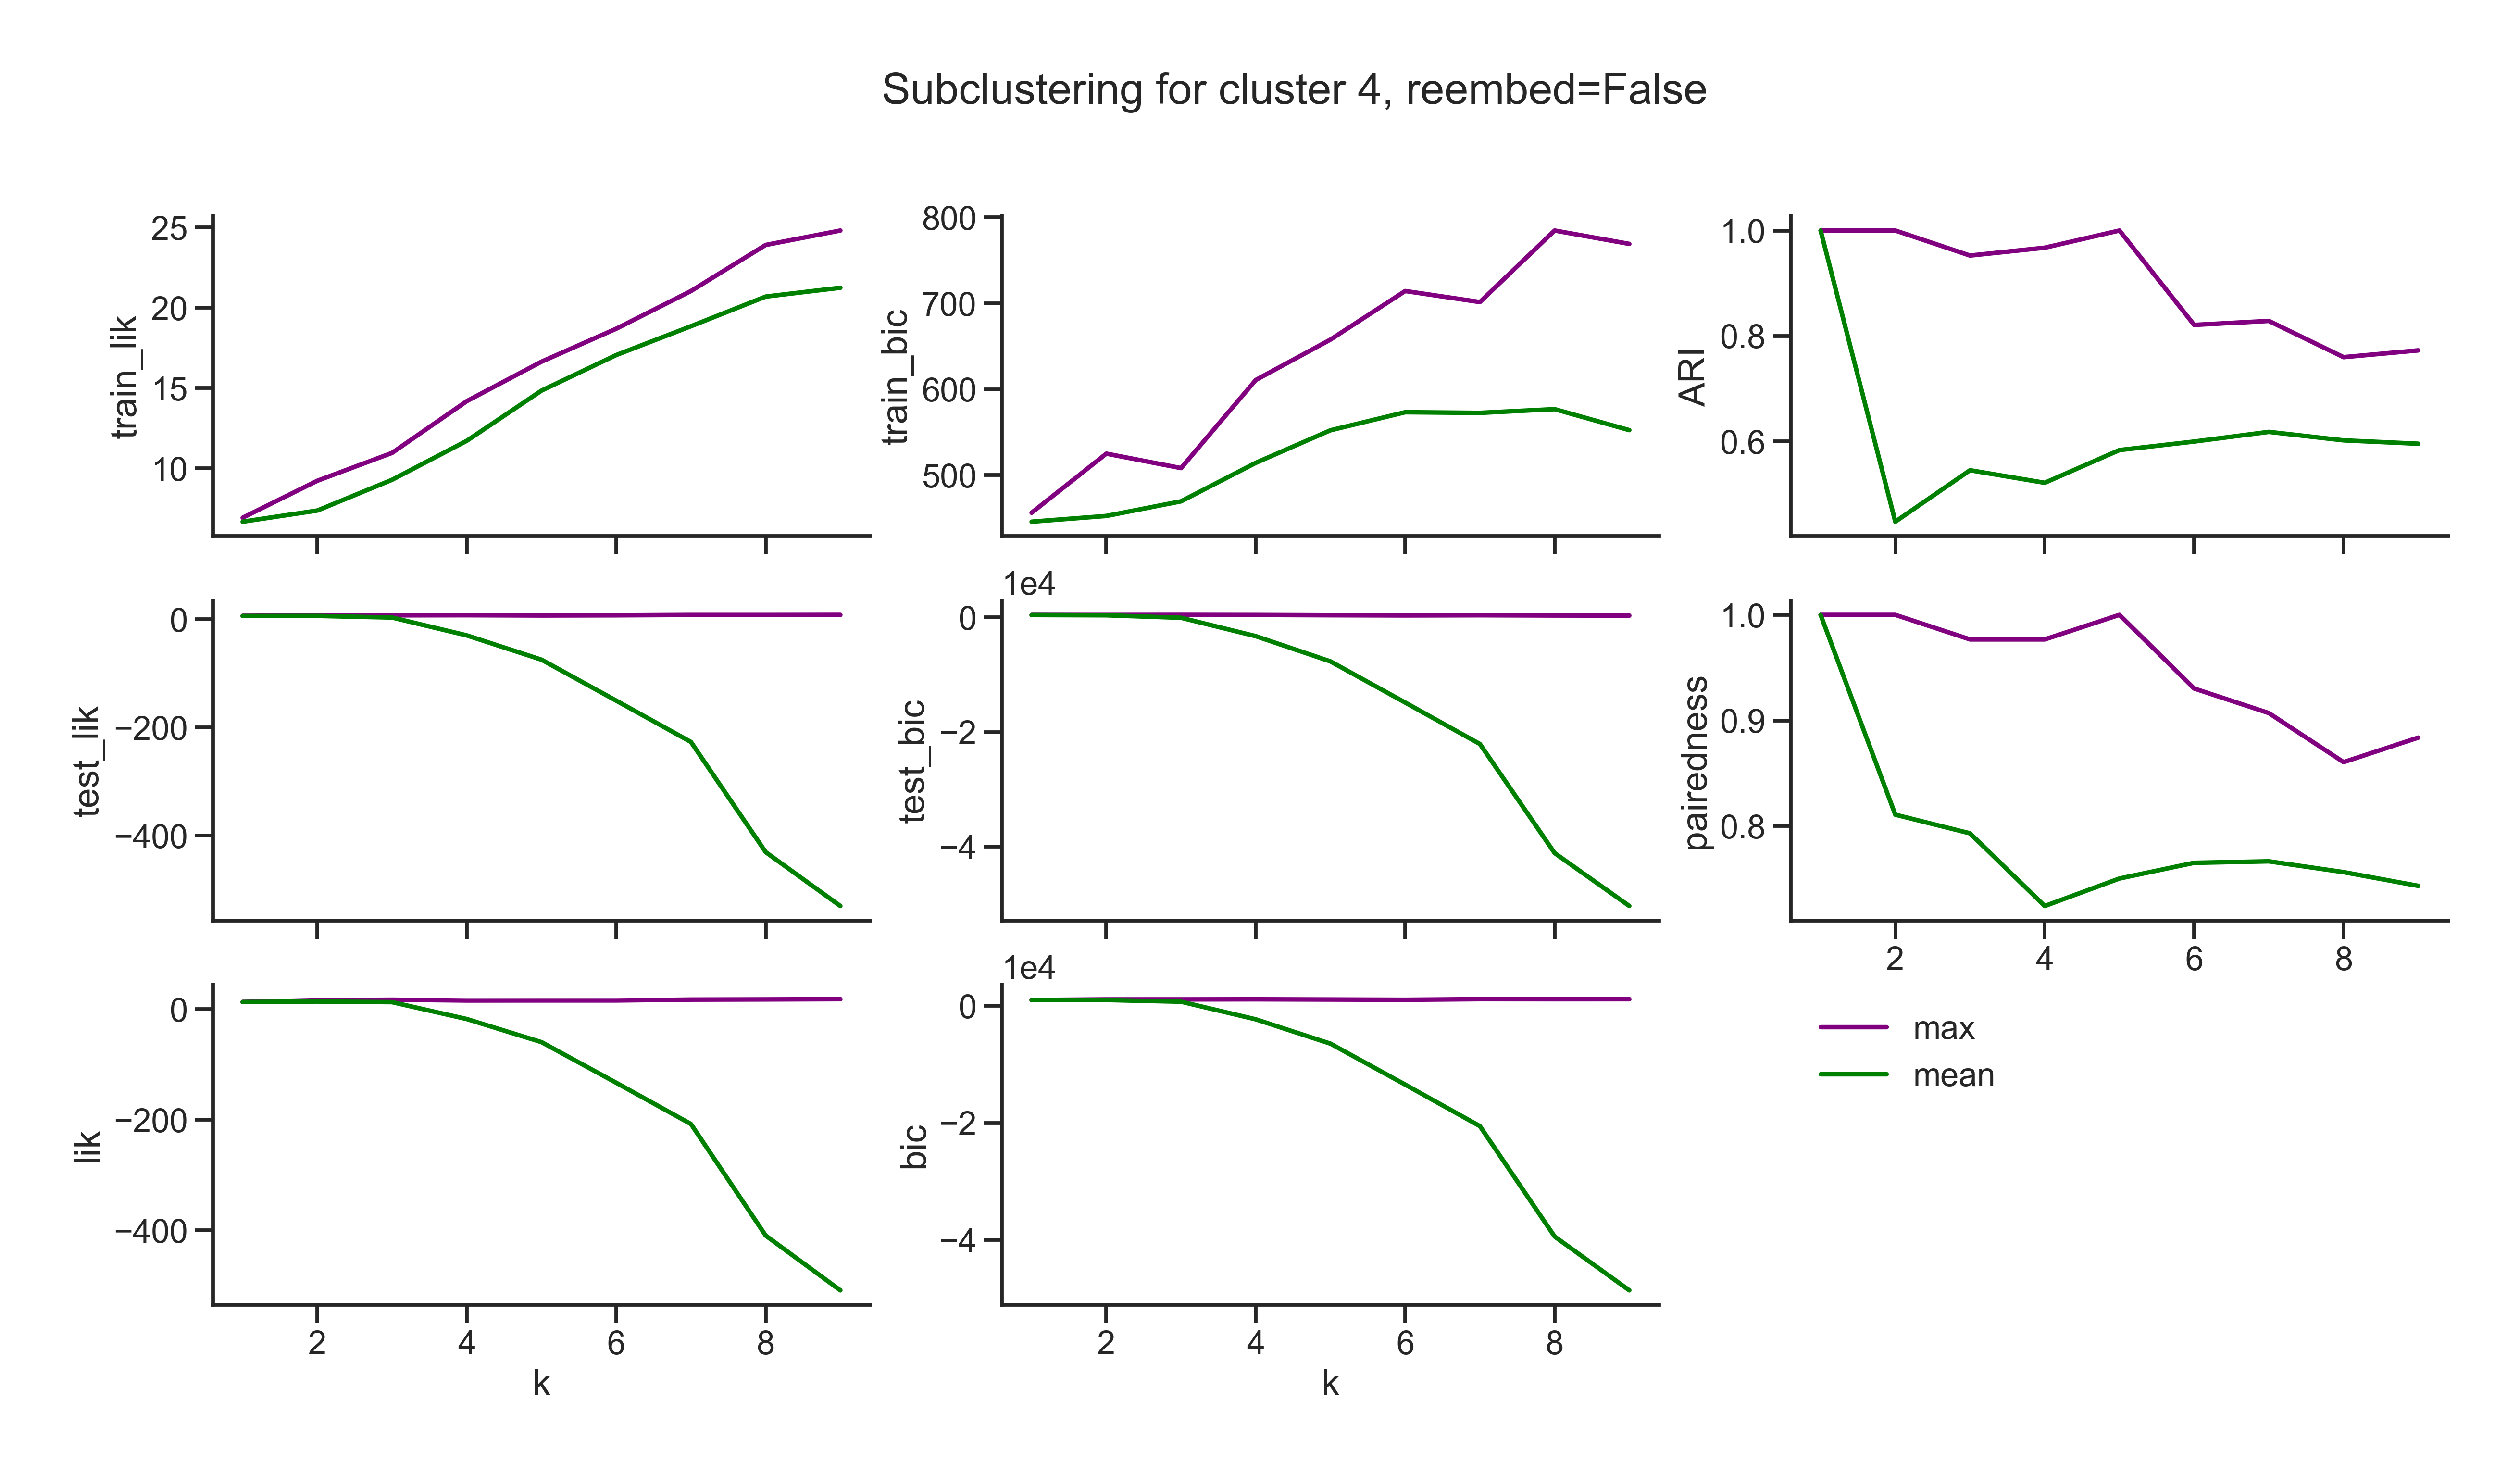 Subclustering for cluster 4, reembed=False
train_lik
25
20
15
10
train_bic
800
700
600
500
ARI
1.0
0.8
0.6
test_lik
0
−200
−400
test_bic
1e4
0
−2
−4
pairedness
1.0
0.9
0.8
2 4 6 8
lik
0
−200
−400
2 4 6 8
k
bic
1e4
0
−2
−4
2 4 6 8
k
max
mean